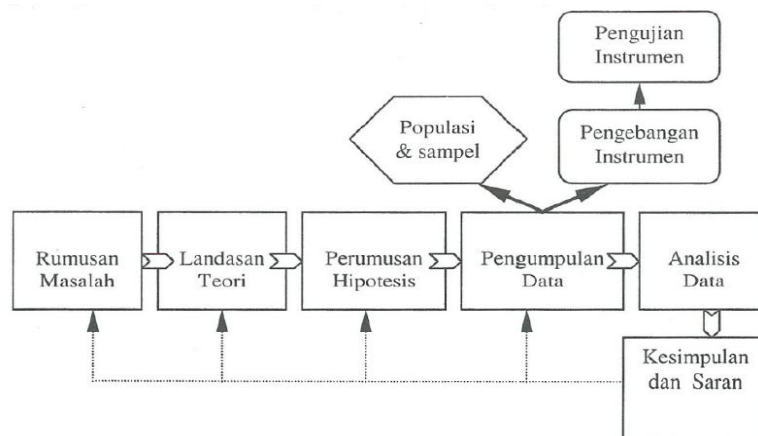 Pengujian
Instrumen
Populasi
& sampel
Pengebangan
Instrumen
Rumusan
Masalah
Landasan
Teori
Perumusan
Hipotesis
Pengumpulan
Data
Analisis
Data
Kesimpulan
dan Saran